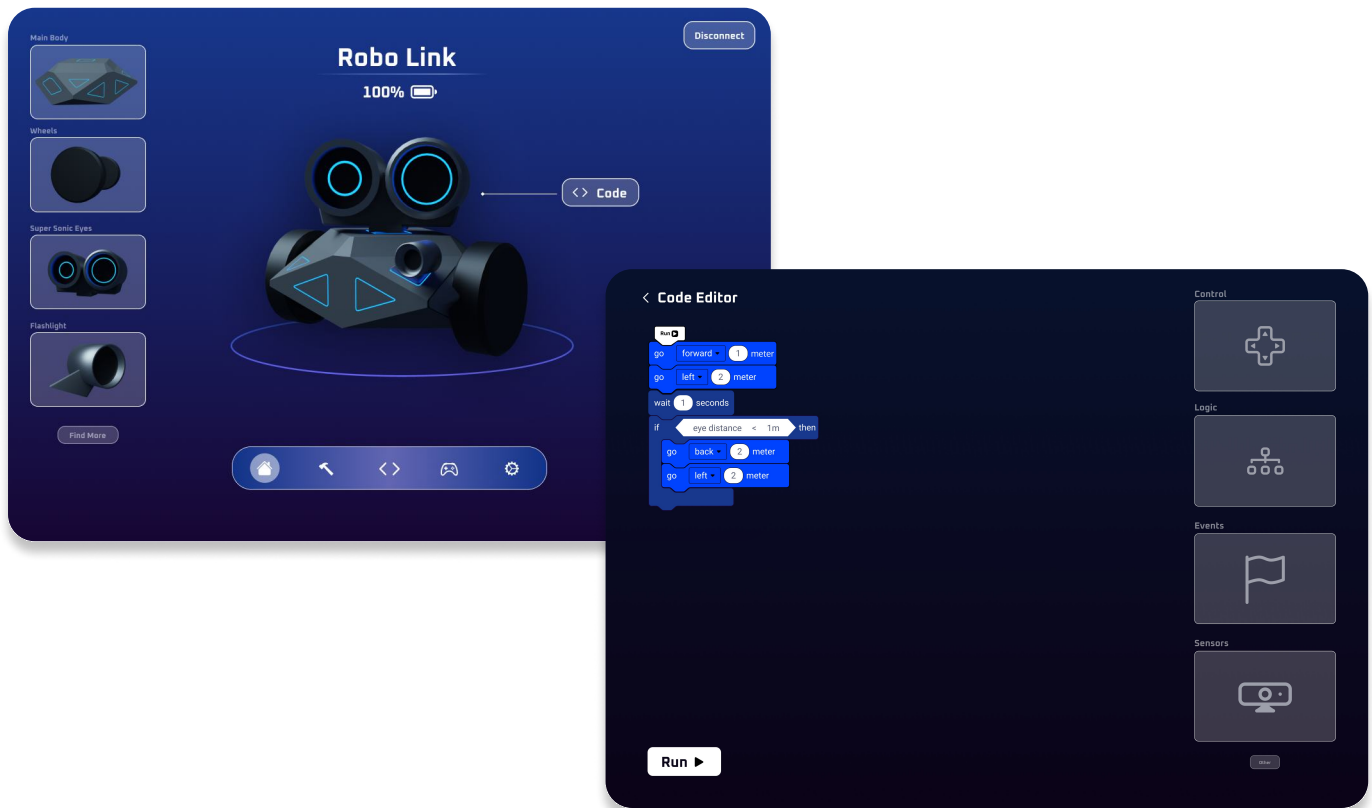 Main Body
Wheels
Super Sonic Eyes
Flashlight
Find More
Robo Link
100%
Disconnect
< > Code
< Code Editor
Run
go forward 1 meter
go left 2 meter
wait 1 seconds
if eye distance < 1m then
go back 2 meter
go left 2 meter
Run
Control
Logic
Events
Sensors
Other